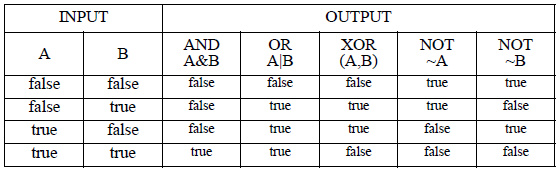 INPUT OUTPUT
A B AND A&B OR A|B XOR (A,B) NOT ~A NOT ~B
false false false false false true true
false true false true true true false
true false false true true false true
true true true true false false false